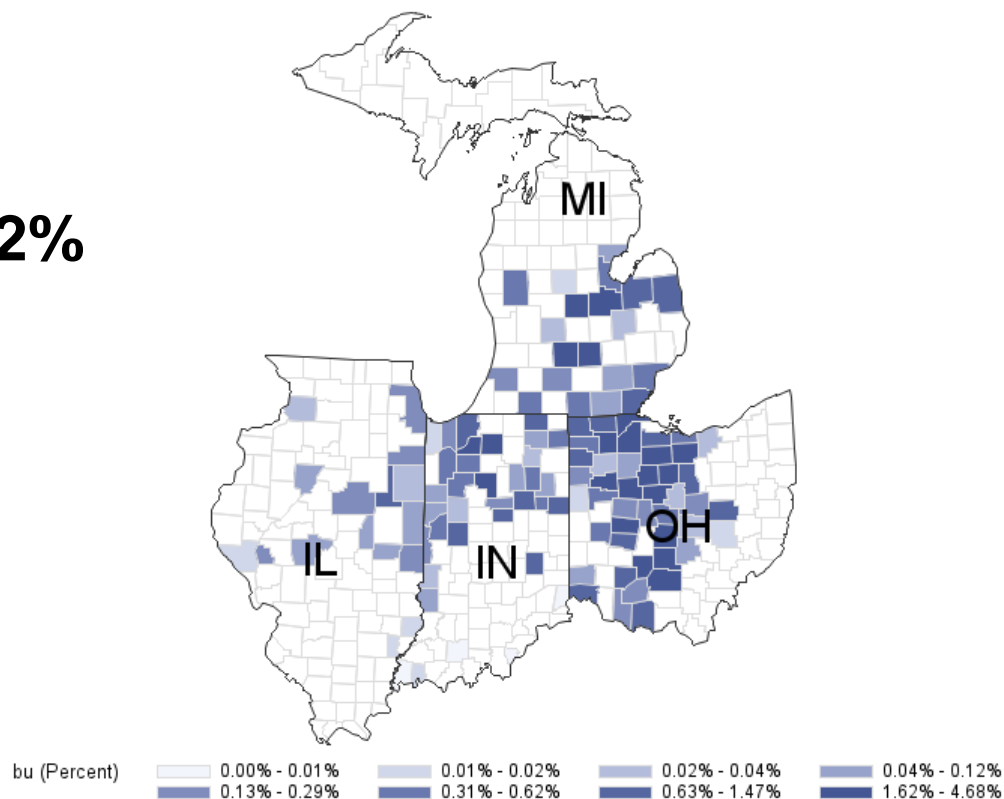 MI
2%
IL
IN
OH
bu (Percent)
0.00% - 0.01%
0.01% - 0.02%
0.02% - 0.04%
0.04% - 0.12%
0.13% - 0.29%
0.31% - 0.62%
0.63% - 1.47%
1.62% - 4.68%